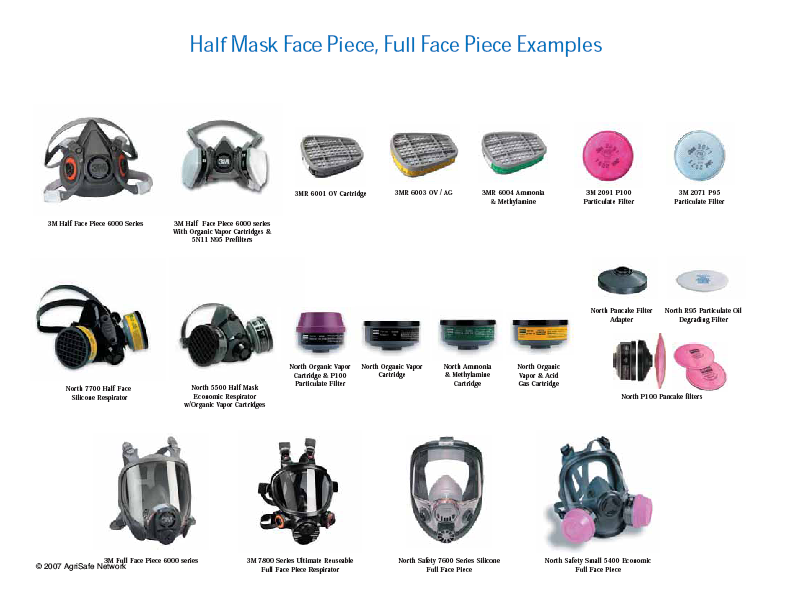 Half Mask Face Piece, Full Face Piece Examples
3M Half Face Piece 6000 Series
3M Half Face Piece 6000 series
With Organic Vapor Cartridges &
5N11 N95 Prefilters
3MR 6001 OV Cartridge
3MR 6003 OV / AG
3MR 6004 Ammonia
& Methylamine
3M 2091 P100
Particulate Filter
3M 2071 P95
Particulate Filter
North 7700 Half Face
Silicone Respirator
North 5500 Half Mask
Economic Respirator
w/Organic Vapor Cartridges
North Organic Vapor
Cartridge & P100
Particulate Filter
North Organic Vapor
Cartridge
North Ammonia
& Methylamine
Cartridge
North Organic
Vapor & Acid
Gas Cartridge
North Pancake Filter
Adapter
North R95 Particulate Oil
Degrading Filter
North P100 Pancake filters
3M Full Face Piece 6000 series
3M 7800 Series Ultimate Reuseable
Full Face Piece Respirator
North Safety 7600 Series Silicone
Full Face Piece
North Safety Small 5400 Economic
Full Face Piece
© 2007 AgriSafe Network